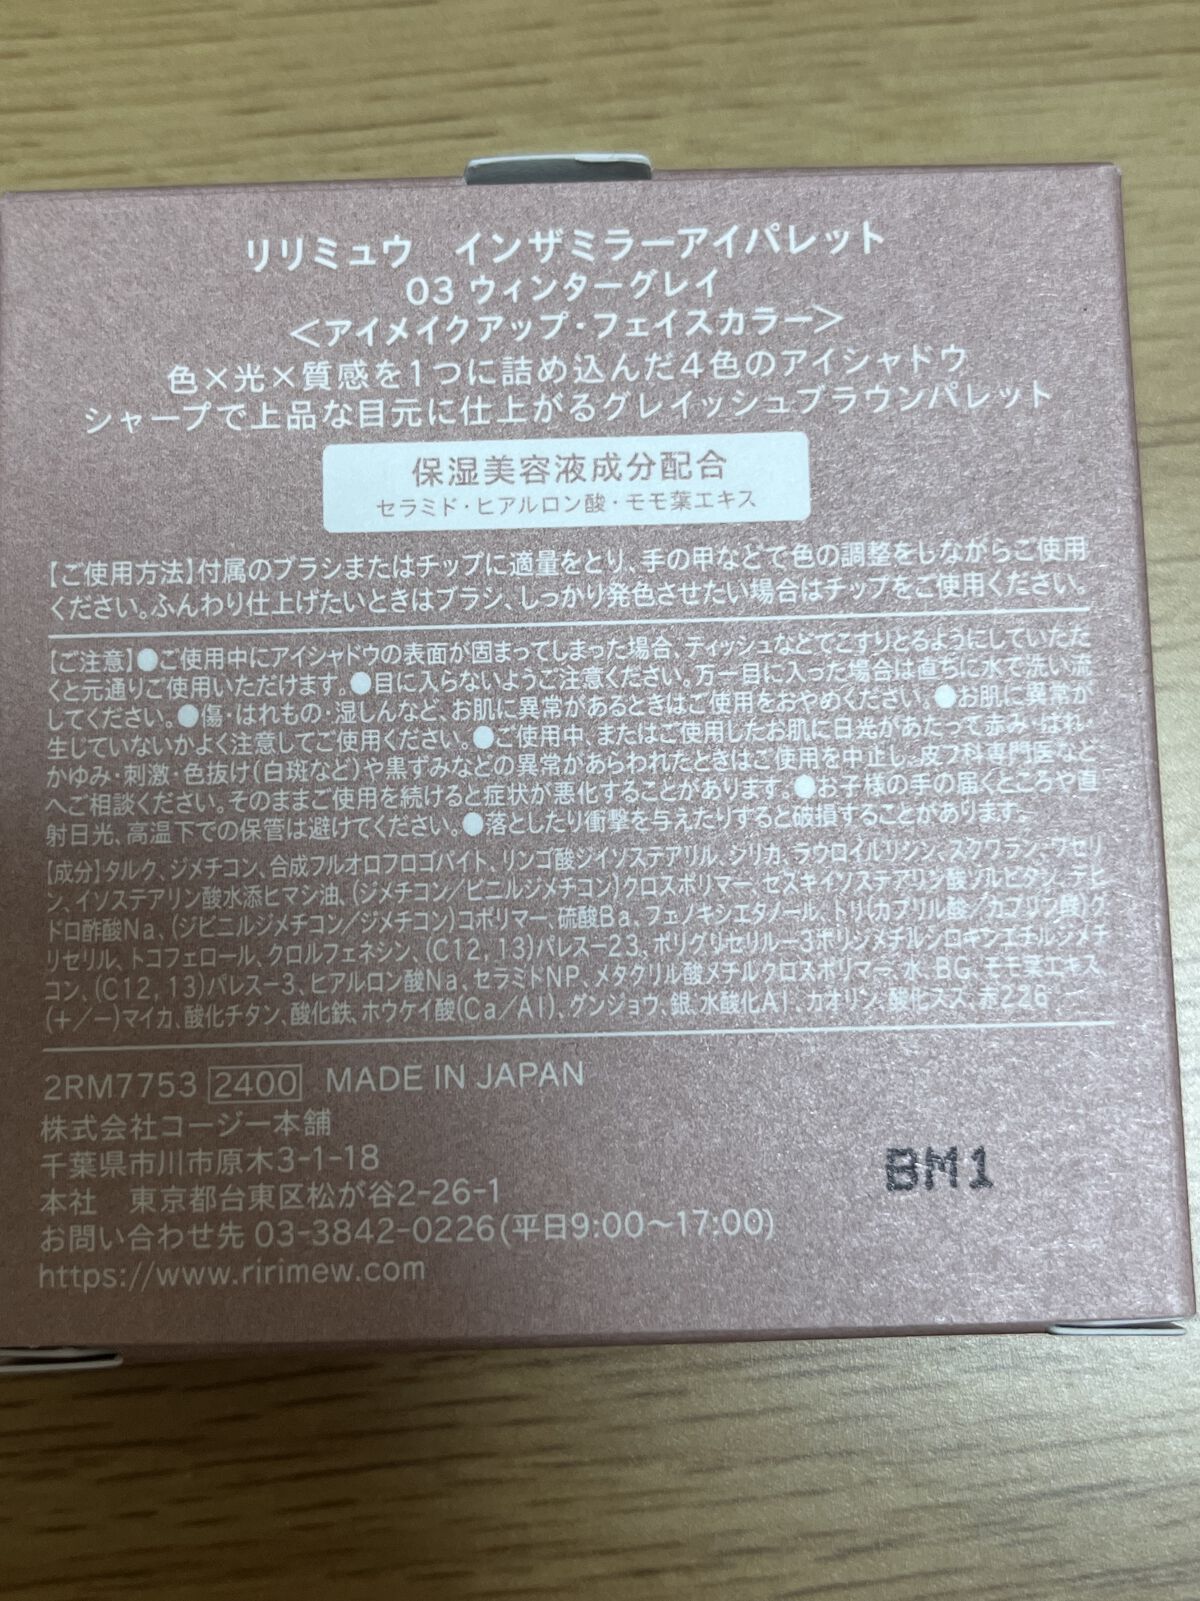 リリミュウ　インザミラーアイパレット
03 ウィンターグレイ
＜アイメイクアップ・フェイスカラー＞
色×光×質感を1つに詰め込んだ4色のアイシャドウ
シャープで上品な目元に仕上がるグレイッシュブラウンパレット
保湿美容液成分配合
セラミド・ヒアルロン酸・モモ葉エキス
【ご使用方法】付属のブラシまたはチップに適量をとり、手の甲などで色の調整をしながらご使用
ください。ふんわり仕上げたいときはブラシ、しっかり発色させたい場合はチップをご使用ください。
【ご注意】●ご使用中にアイシャドウの表面が固まってしまった場合、ティッシュなどでこすりとるようにしていただ
くと元通りご使用いただけます。●目に入らないようご注意ください。万一目に入った場合は直ちに水で洗い流
してください。●傷・はれもの・湿しんなど、お肌に異常があるときはご使用をおやめください。●お肌に異常が
生じていないかよく注意してご使用ください。●ご使用中、またはご使用したお肌に日光があたって赤み・はれ・
かゆみ・刺激・色抜け(白斑など)や黒ずみなどの異常があらわれたときはご使用を中止し、皮フ科専門医など
へご相談ください。そのままご使用を続けると症状が悪化することがあります。●お子様の手の届くところや直
射日光、高温下での保管は避けてください。●落としたり衝撃を与えたりすると破損することがあります。
【成分】タルク、ジメチコン、合成フルオロフロゴパイト、リンゴ酸ジイソステアリル、シリカ、ラウロイルリシン、スクワラン、ワセリ
ン、イソステアリン酸水添ヒマシ油、(ジメチコン/ビニルジメチコン)クロスポリマー、セスキイソステアリン酸ソルビタン、デヒ
ドロ酢酸Na、(ジビニルジメチコン/ジメチコン)コポリマー、硫酸Ba、フェノキシエタノール、トリ(カプリル酸/カプリン酸)グ
リセリル、トコフェロール、クロルフェネシン、(C12, 13)パレス-23、ポリグリセリル-3ポリジメチルシロキシエチルジメチ
コン、(C12, 13)パレス-3、ヒアルロン酸Na、セラミドNP、メタクリル酸メチルクロスポリマー、水、BG、モモ葉エキス、
(+/-)マイカ、酸化チタン、酸化鉄、ホウケイ酸(Ca/Al)、グンジョウ、銀、水酸化Al、カオリン、酸化スズ、赤226
2RM7753 2400 MADE IN JAPAN
株式会社コージー本舗
千葉県市川市原木3-1-18
本社　東京都台東区松が谷2-26-1
お問い合わせ先 03-3842-0226(平日9:00〜17:00)
https://www.ririmew.com
BM1